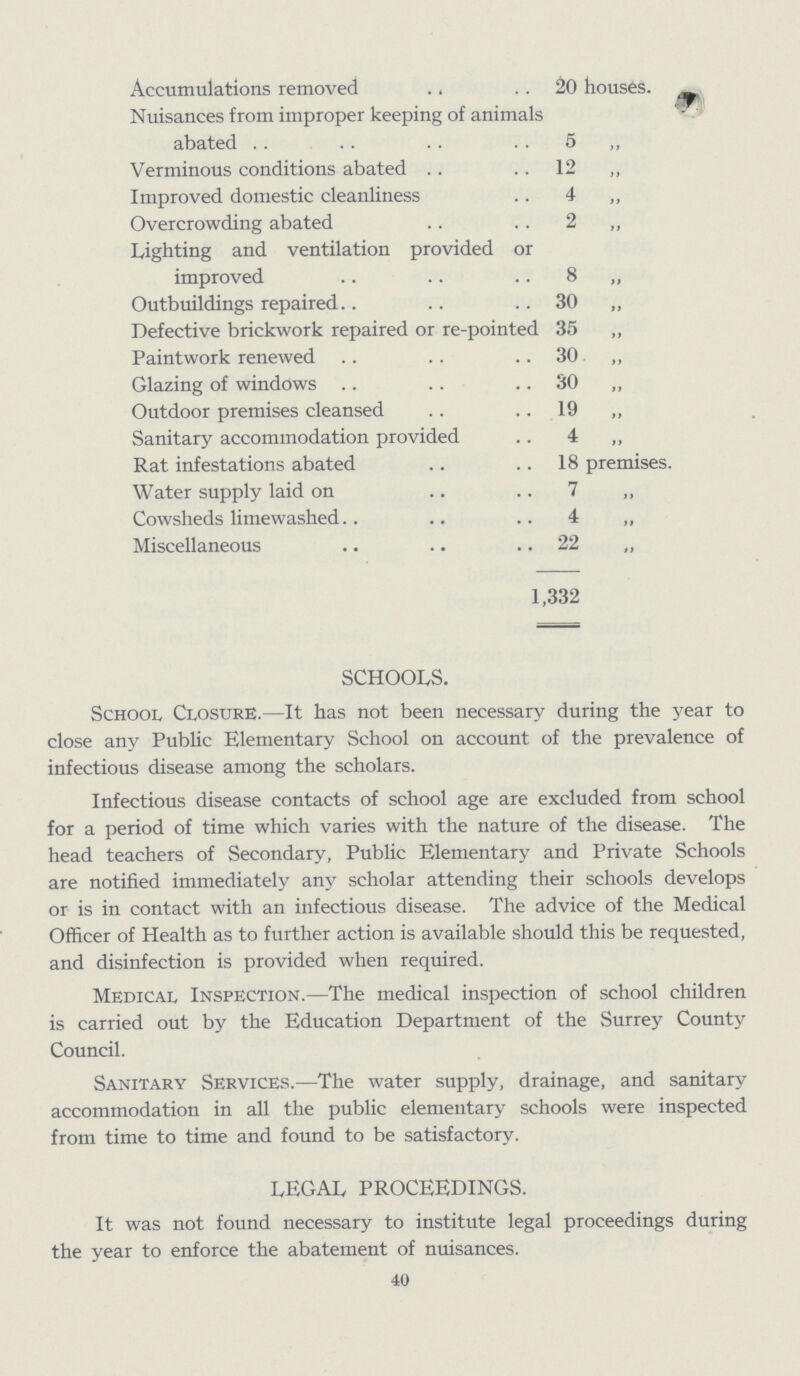 Accumulations removed .. .. 20 houses.
Nuisances from improper keeping of animals
abated .. .. .. .. 5 ,,
Verminous conditions abated .. .. 12 ,,
Improved domestic cleanliness .. 4 ,,
Overcrowding abated .. .. 2 ,,
Lighting and ventilation provided or
improved .. .. .. 8 ,,
Outbuildings repaired.. .. .. 30 ,,
Defective brickwork repaired or re-pointed 35 ,,
Paintwork renewed .. .. .. 30 ,,
Glazing of windows .. .. .. 30 ,,
Outdoor premises cleansed .. .. 19 ,,
Sanitary accommodation provided .. 4 ,,
Rat infestations abated .. .. 18 premises.
Water supply laid on .. .. 7 ,,
Cowsheds limewashed.. .. .. 4 ,,
Miscellaneous .. .. .. 22 ,,
1,332
SCHOOLS.
School Closure.—It has not been necessary during the year to
close any Public Elementary School on account of the prevalence of
infectious disease among the scholars.
Infectious disease contacts of school age are excluded from school
for a period of time which varies with the nature of the disease. The
head teachers of Secondary, Public Elementary and Private Schools
are notified immediately any scholar attending their schools develops
or is in contact with an infectious disease. The advice of the Medical
Officer of Health as to further action is available should this be requested,
and disinfection is provided when required.
Medical Inspection.—The medical inspection of school children
is carried out by the Education Department of the Surrey County
Council.
Sanitary Services.—The water supply, drainage, and sanitary
accommodation in all the public elementary schools were inspected
from time to time and found to be satisfactory.
LEGAL PROCEEDINGS.
It was not found necessary to institute legal proceedings during
the year to enforce the abatement of nuisances.
40